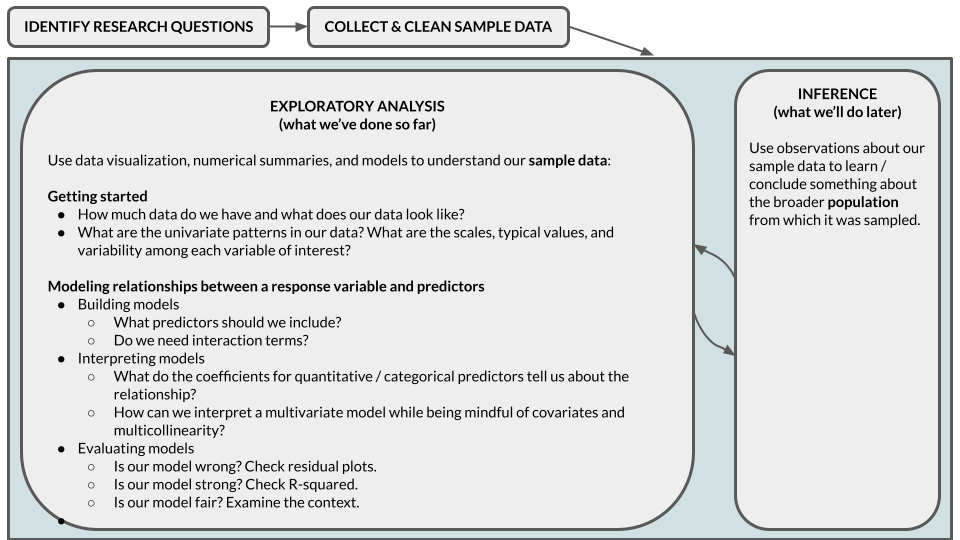 IDENTIFY RESEARCH QUESTIONS
COLLECT & CLEAN SAMPLE DATA
EXPLORATORY ANALYSIS
(what we've done so far)
Use data visualization, numerical summaries, and models to understand our sample data:
Getting started
● How much data do we have and what does our data look like?
● What are the univariate patterns in our data? What are the scales, typical values, and
variability among each variable of interest?
Modeling relationships between a response variable and predictors
● Building models
○ What predictors should we include?
○ Do we need interaction terms?
● Interpreting models
○ What do the coefficients for quantitative / categorical predictors tell us about the
relationship?
○ How can we interpret a multivariate model while being mindful of covariates and
multicollinearity?
● Evaluating models
○ Is our model wrong? Check residual plots.
○ Is our model strong? Check R-squared.
○ Is our model fair? Examine the context.
●
INFERENCE
(what we'll do later)
Use observations about our
sample data to learn /
conclude something about
the broader population
from which it was sampled.